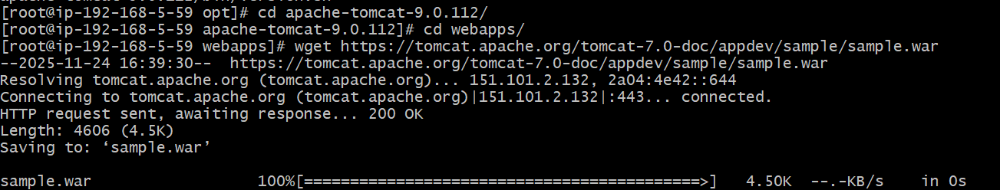 [root@ip-192-168-5-59 opt]# cd apache-tomcat-9.0.112/
[root@ip-192-168-5-59 apache-tomcat-9.0.112]# cd webapps/
[root@ip-192-168-5-59 webapps]# wget https://tomcat.apache.org/tomcat-7.0-doc/appdev/sample/sample.war
--2025-11-24 16:39:30--  https://tomcat.apache.org/tomcat-7.0-doc/appdev/sample/sample.war
Resolving tomcat.apache.org (tomcat.apache.org)... 151.101.2.132, 2a04:4e42::644
Connecting to tomcat.apache.org (tomcat.apache.org)|151.101.2.132|:443... connected.
HTTP request sent, awaiting response... 200 OK
Length: 4606 (4.5K)
Saving to: ‘sample.war’
sample.war 100%[===========================================>] 4.50K --.-KB/s in 0s